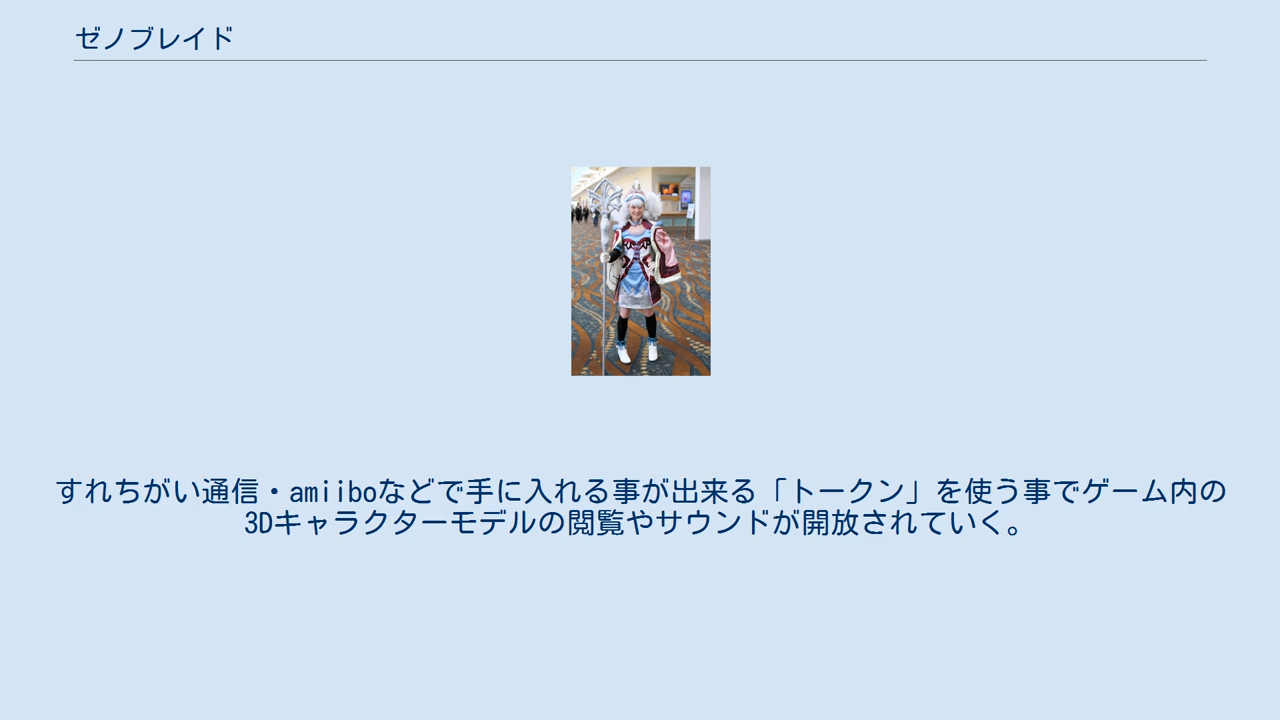 ゼノブレイド
すれちがい通信・amiiboなどで手に入れる事が出来る「トークン」を使う事でゲーム内の
3Dキャラクターモデルの閲覧やサウンドが開放されていく。